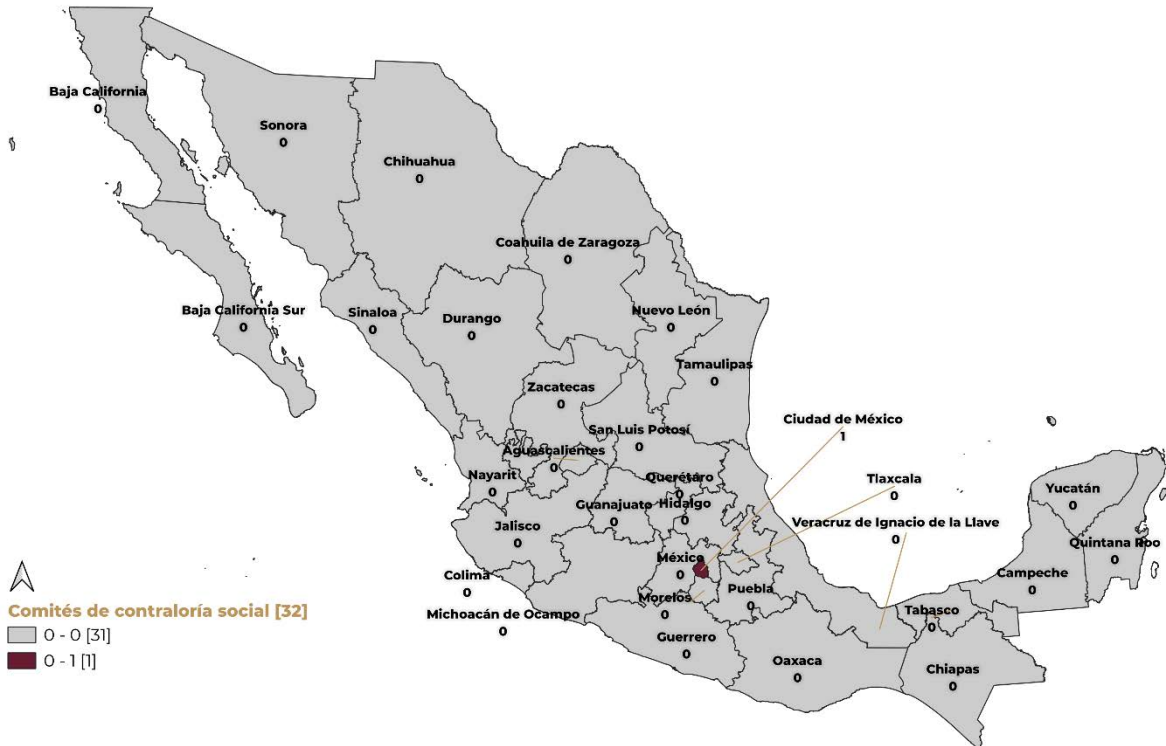 Baja California
0
Sonora
0
Chihuahua
0
Coahuila de Zaragoza
0
Baja California Sur
0
Sinaloa
0
Durango
0
Nuevo León
0
Tamaulipas
0
Zacatecas
0
San Luis Potosí
0
Ciudad de México
1
Aguascalientes
0
Nayarit
0
Querétaro
0
Tlaxcala
0
Yucatán
0
Guanajuato
0
Hidalgo
0
Jalisco
0
Veracruz de Ignacio de la Llave
0
Quintana Roo
0
México
0
Campeche
0
Colima
0
Puebla
0
Morelos
0
Michoacán de Ocampo
0
Tabasco
0
Guerrero
0
Oaxaca
0
Chiapas
0
Comités de contraloría social [32]
0 - 0 [31]
0 - 1 [1]